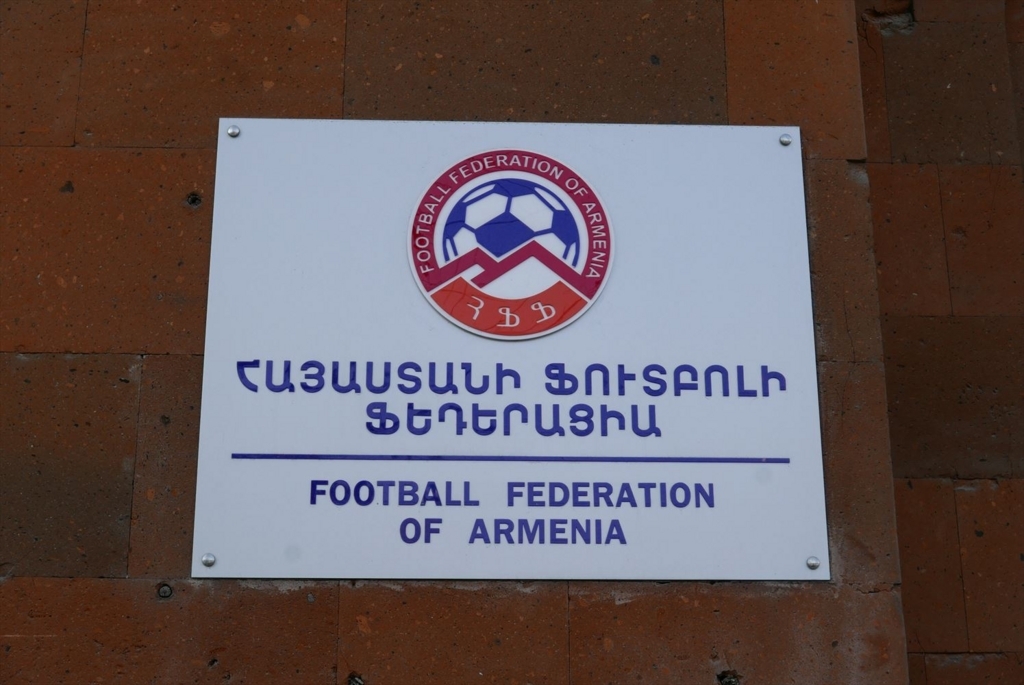 FOOTBALL FEDERATION OF ARMENIA
ՀՖՖ
ՀԱՅԱՍՏԱՆԻ ՖՈՒՏԲՈԼԻ
ՖԵԴԵՐԱՑԻԱ
FOOTBALL FEDERATION
OF ARMENIA